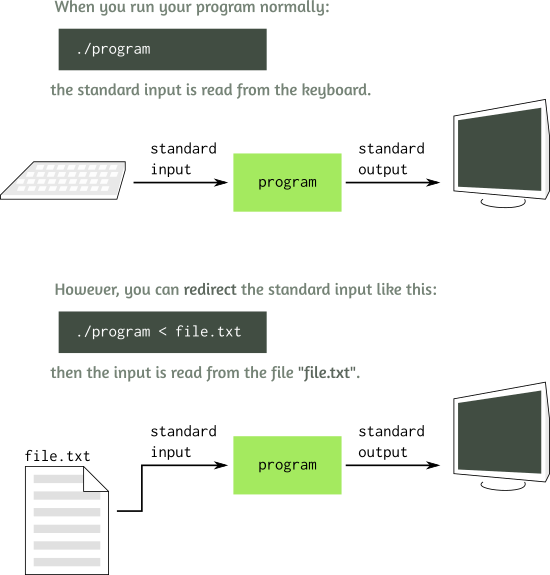 When you run your program normally:
./program
the standard input is read from the keyboard.
standard
input
program
standard
output
However, you can redirect the standard input like this:
./program < file.txt
then the input is read from the file "file.txt".
file.txt
standard
input
program
standard
output